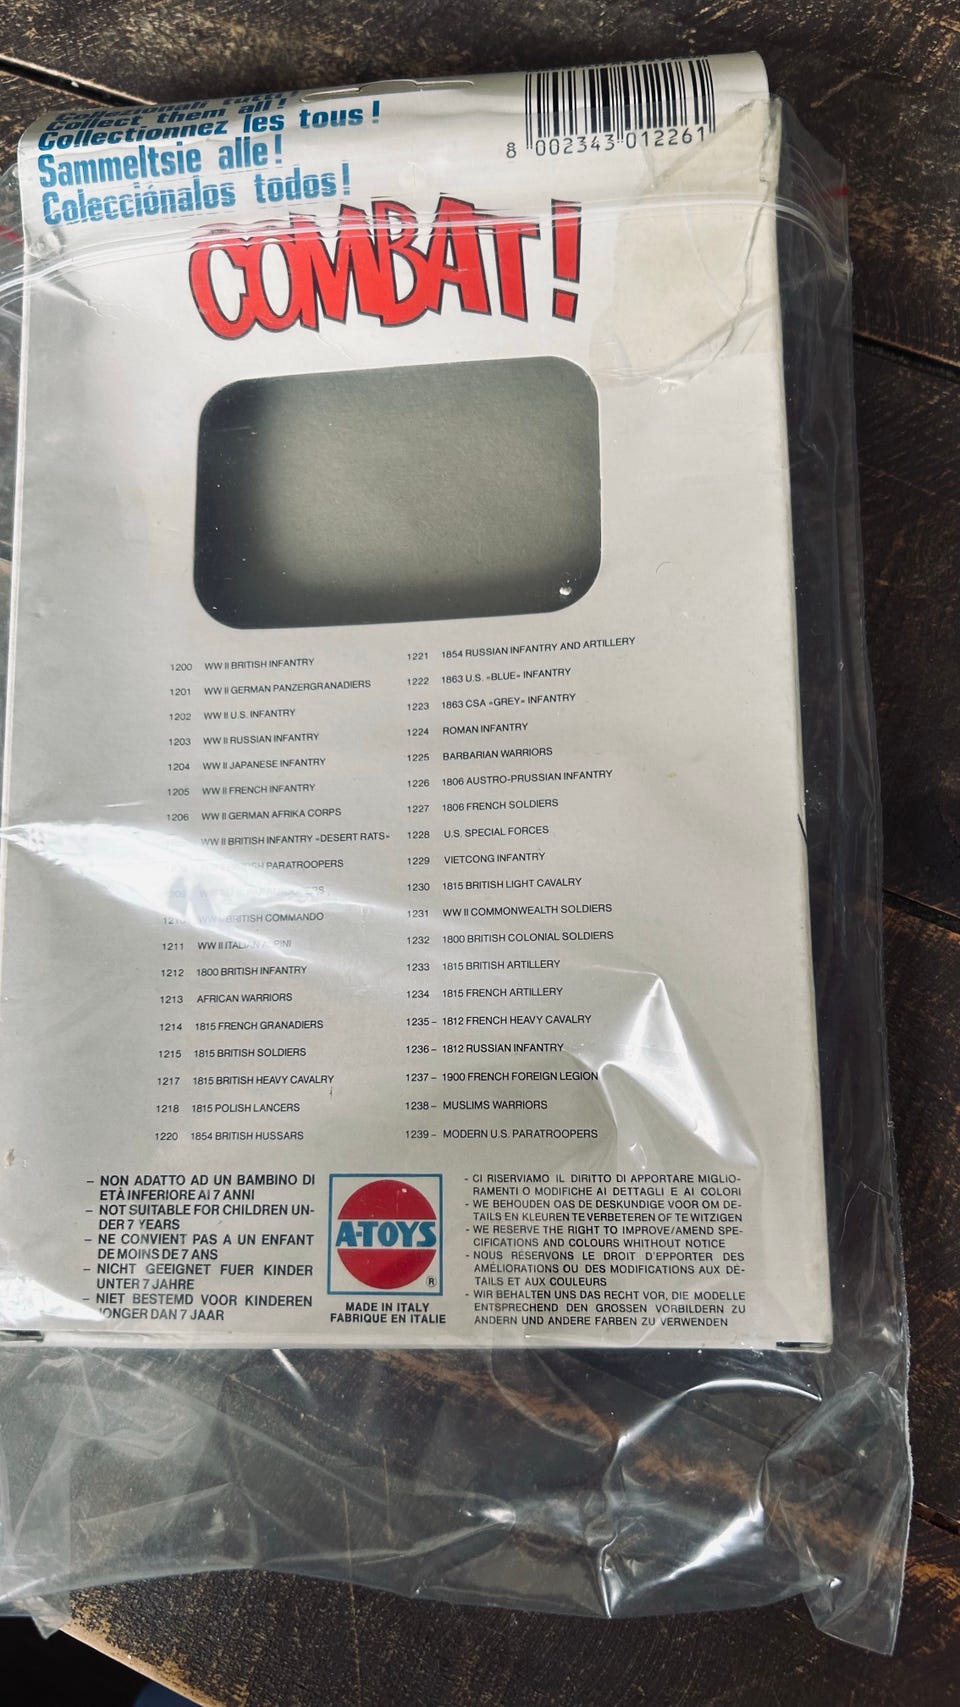 Collect them all!
Collectionnez les tous!
Sammeltsie alle!
Colecciónalos todos!
8 002343 012261
COMBAT!
1200 WW II BRITISH INFANTRY
1201 WW II GERMAN PANZERGRANADIERS
1202 WW II U.S. INFANTRY
1203 WW II RUSSIAN INFANTRY
1204 WW II JAPANESE INFANTRY
1205 WW II FRENCH INFANTRY
1206 WW II GERMAN AFRIKA CORPS
WW II BRITISH INFANTRY «DESERT RATS»
PARATROOPERS
BRITISH COMMANDO
1211 WW II ITALIAN ALPINI
1212 1800 BRITISH INFANTRY
1213 AFRICAN WARRIORS
1214 1815 FRENCH GRANADIERS
1215 1815 BRITISH SOLDIERS
1217 1815 BRITISH HEAVY CAVALRY
1218 1815 POLISH LANCERS
1220 1854 BRITISH HUSSARS
1221 1854 RUSSIAN INFANTRY AND ARTILLERY
1222 1863 U.S. «BLUE» INFANTRY
1223 1863 CSA «GREY» INFANTRY
1224 ROMAN INFANTRY
1225 BARBARIAN WARRIORS
1226 1806 AUSTRO-PRUSSIAN INFANTRY
1227 1806 FRENCH SOLDIERS
1228 U.S. SPECIAL FORCES
1229 VIETCONG INFANTRY
1230 1815 BRITISH LIGHT CAVALRY
1231 WW II COMMONWEALTH SOLDIERS
1232 1800 BRITISH COLONIAL SOLDIERS
1233 1815 BRITISH ARTILLERY
1234 1815 FRENCH ARTILLERY
1235 – 1812 FRENCH HEAVY CAVALRY
1236 – 1812 RUSSIAN INFANTRY
1237 – 1900 FRENCH FOREIGN LEGION
1238 – MUSLIMS WARRIORS
1239 – MODERN U.S. PARATROOPERS
– NON ADATTO AD UN BAMBINO DI
ETÀ INFERIORE AI 7 ANNI
– NOT SUITABLE FOR CHILDREN UN-
DER 7 YEARS
– NE CONVIENT PAS A UN ENFANT
DE MOINS DE 7 ANS
– NICHT GEEIGNET FUER KINDER
UNTER 7 JAHRE
– NIET BESTEMD VOOR KINDEREN
JONGER DAN 7 JAAR
A-TOYS
®
MADE IN ITALY
FABRIQUE EN ITALIE
- CI RISERVIAMO IL DIRITTO DI APPORTARE MIGLIO-
RAMENTI O MODIFICHE AI DETTAGLI E AI COLORI
- WE BEHOUDEN OAS DE DESKUNDIGE VOOR OM DE-
TAILS EN KLEUREN TE VERBETEREN OF TE WITZIGEN
- WE RESERVE THE RIGHT TO IMPROVE/AMEND SPE-
CIFICATIONS AND COLOURS WHITHOUT NOTICE
- NOUS RÉSERVONS LE DROIT D'EPORTER DES
AMÉLIORATIONS OU DES MODIFICATIONS AUX DÉ-
TAILS ET AUX COULEURS
- WIR BEHALTEN UNS DAS RECHT VOR, DIE MODELLE
ENTSPRECHEND DEN GROSSEN VORBILDERN ZU
ANDERN UND ANDERE FARBEN ZU VERWENDEN